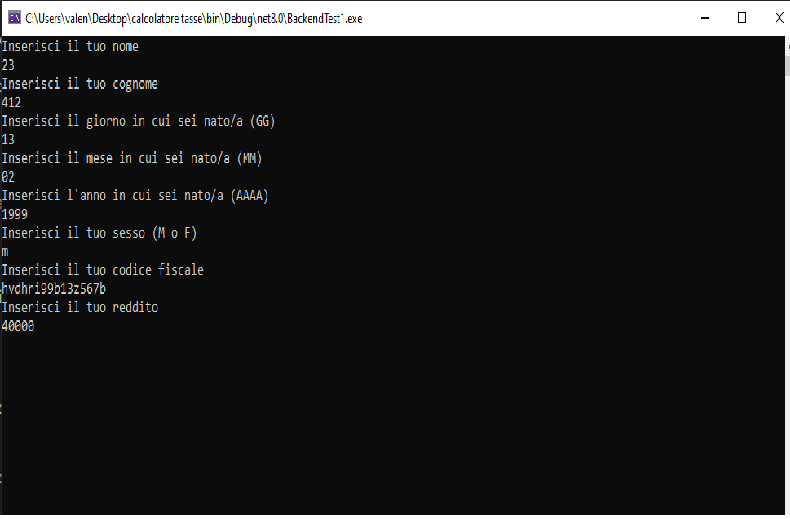 C:\Users\valen\Desktop\calcolatore tasse\bin\Debug\net8.0\BackendTest1.exe
Inserisci il tuo nome
23
Inserisci il tuo cognome
412
Inserisci il giorno in cui sei nato/a (GG)
13
Inserisci il mese in cui sei nato/a (MM)
02
Inserisci l'anno in cui sei nato/a (AAAA)
1999
Inserisci il tuo sesso (M o F)
m
Inserisci il tuo codice fiscale
hvdhri99b13z567b
Inserisci il tuo reddito
40000